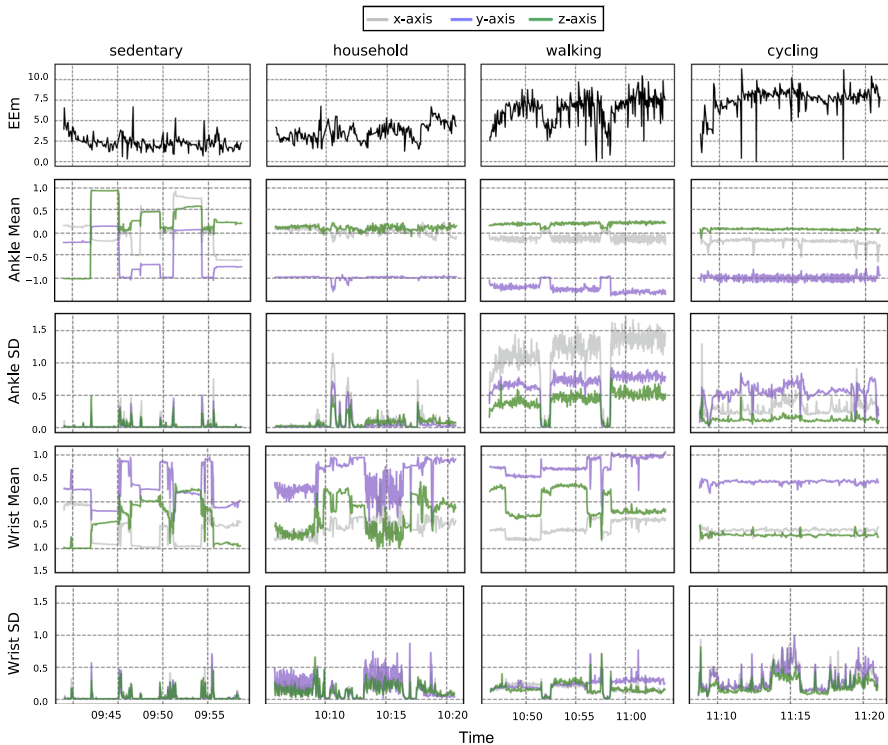 x-axis y-axis z-axis
sedentary household walking cycling
EEm
10.0
7.5
5.0
2.5
0.0
Ankle Mean
1.0
0.5
0.0
−0.5
−1.0
Ankle SD
1.5
1.0
0.5
0.0
Wrist Mean
1.0
0.5
0.0
0.5
1.0
1.5
Wrist SD
1.5
1.0
0.5
0.0
09:45 09:50 09:55 10:10 10:15 10:20 10:50 10:55 11:00 11:10 11:15 11:20
Time